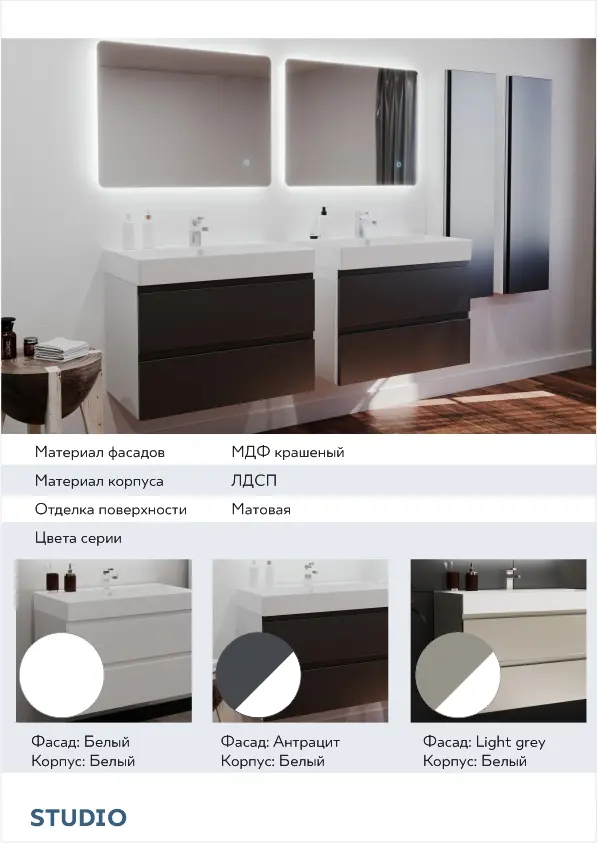 Материал фасадов МДФ крашеный
Материал корпуса ЛДСП
Отделка поверхности Матовая
Цвета серии
Фасад: Белый
Корпус: Белый
Фасад: Антрацит
Корпус: Белый
Фасад: Light grey
Корпус: Белый
STUDIO